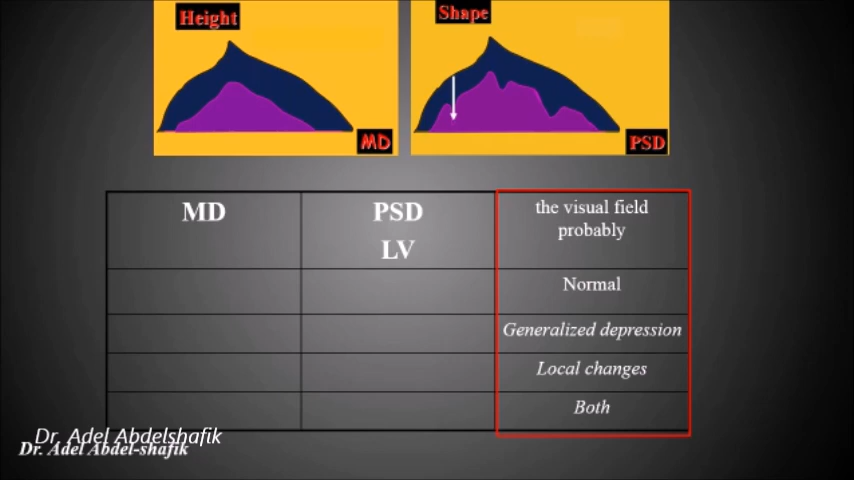 Height
Shape
MD
PSD
MD
PSD
LV
the visual field
probably
Normal
Generalized depression
Local changes
Both
Dr. Adel Abdelshafik
Dr. Adel Abdel-shafik